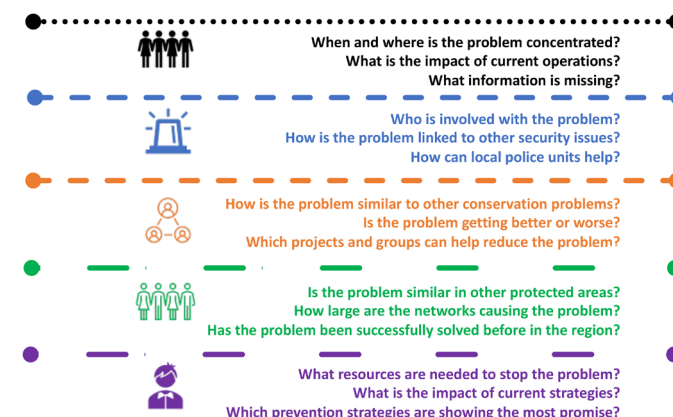 When and where is the problem concentrated?
What is the impact of current operations?
What information is missing?
Who is involved with the problem?
How is the problem linked to other security issues?
How can local police units help?
How is the problem similar to other conservation problems?
Is the problem getting better or worse?
Which projects and groups can help reduce the problem?
Is the problem similar in other protected areas?
How large are the networks causing the problem?
Has the problem been successfully solved before in the region?
What resources are needed to stop the problem?
What is the impact of current strategies?
Which prevention strategies are showing the most promise?